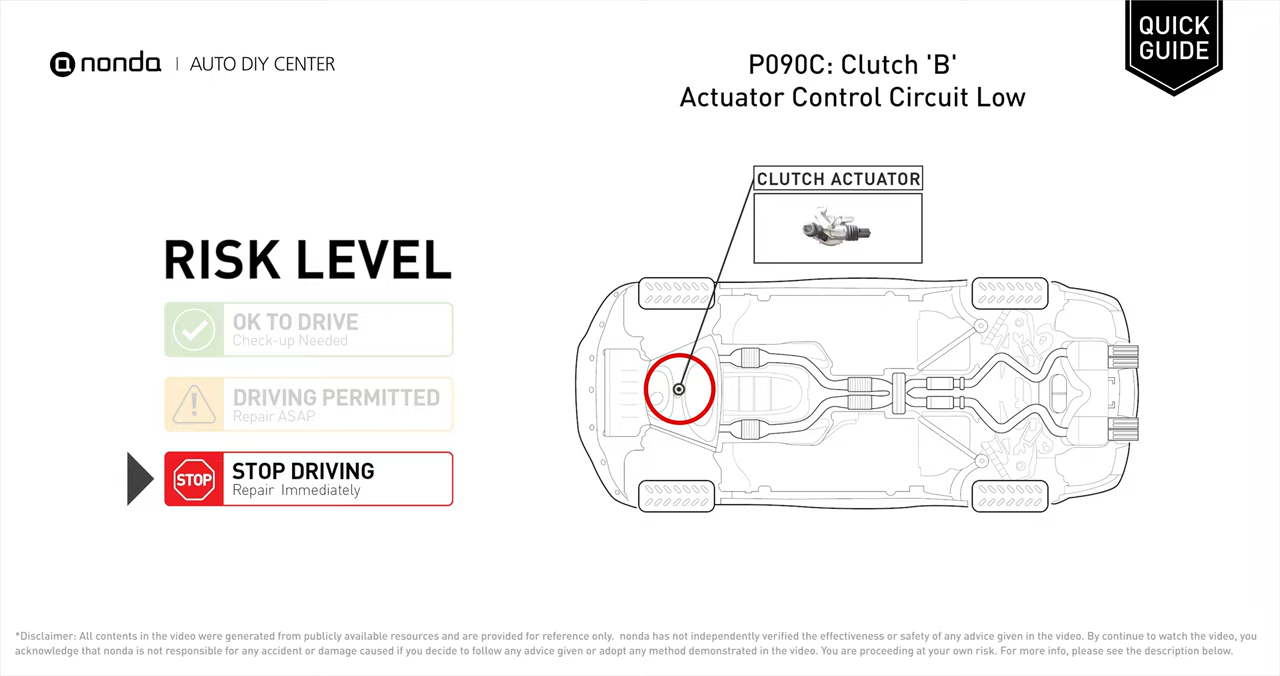 nonda | AUTO DIY CENTER
P090C: Clutch 'B'
Actuator Control Circuit Low
QUICK
GUIDE
CLUTCH ACTUATOR
RISK LEVEL
OK TO DRIVE
Check-up Needed
DRIVING PERMITTED
Repair ASAP
STOP
STOP DRIVING
Repair Immediately
*Disclaimer: All contents in the video were generated from publicly available resources and are provided for reference only. nonda has not independently verified the effectiveness or safety of any advice given in the video. By continue to watch the video, you
acknowledge that nonda is not responsible for any accident or damage caused if you decide to follow any advice given or adopt any method demonstrated in the video. You are proceeding at your own risk. For more info, please see the description below.